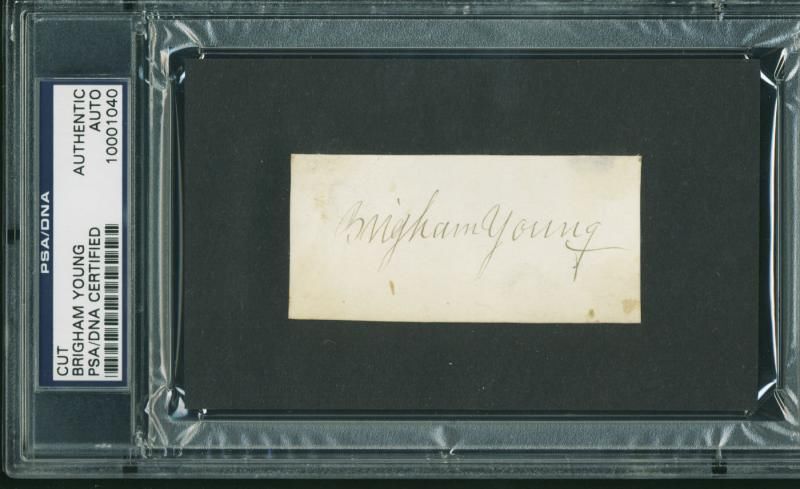 PSA/DNA
CUT
BRIGHAM YOUNG
PSA/DNA CERTIFIED
AUTHENTIC
AUTO
10001040
Brigham Young